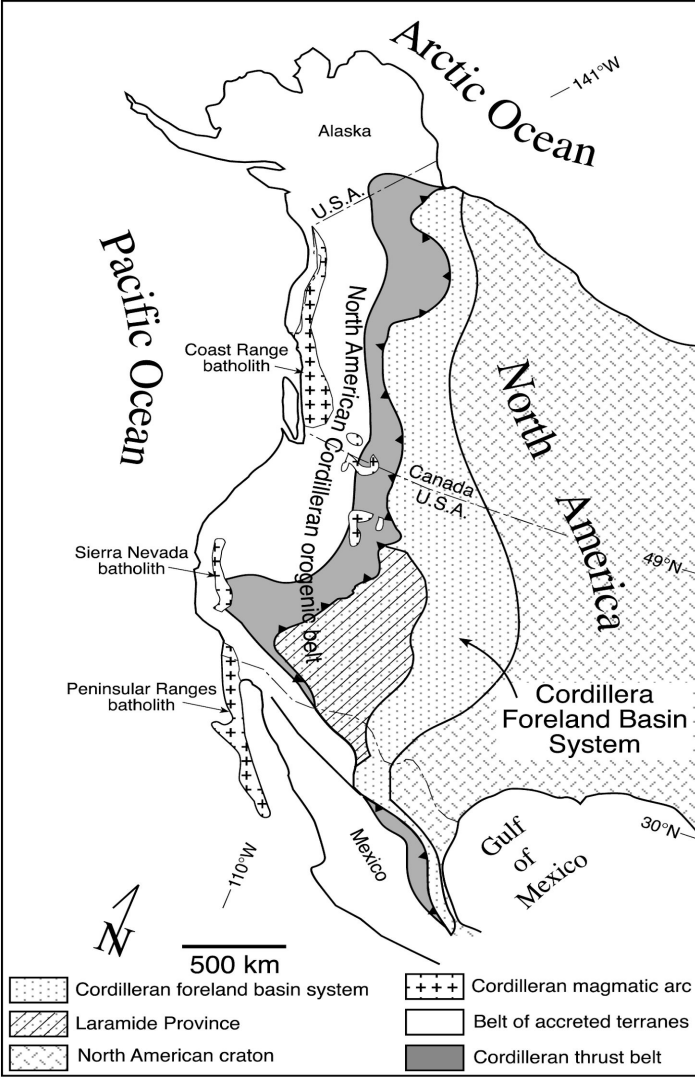 Arctic Ocean
141°W
Alaska
U.S.A.
Pacific Ocean
North American Cordilleran orogenic belt
Coast Range
batholith
North America
Canada
U.S.A.
49°N
Sierra Nevada
batholith
Peninsular Ranges
batholith
Cordillera
Foreland Basin
System
30°N
Gulf
of
Mexico
Mexico
110°W
N
500 km
Cordilleran foreland basin system
Laramide Province
North American craton
Cordilleran magmatic arc
Belt of accreted terranes
Cordilleran thrust belt